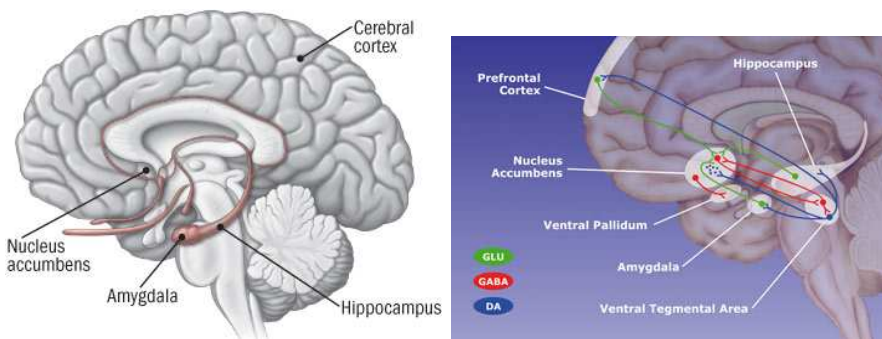 Cerebral
cortex
Nucleus
accumbens
Amygdala
Hippocampus
Prefrontal
Cortex
Hippocampus
Nucleus
Accumbens
Ventral Pallidum
Amygdala
Ventral Tegmental Area
GLU
GABA
DA